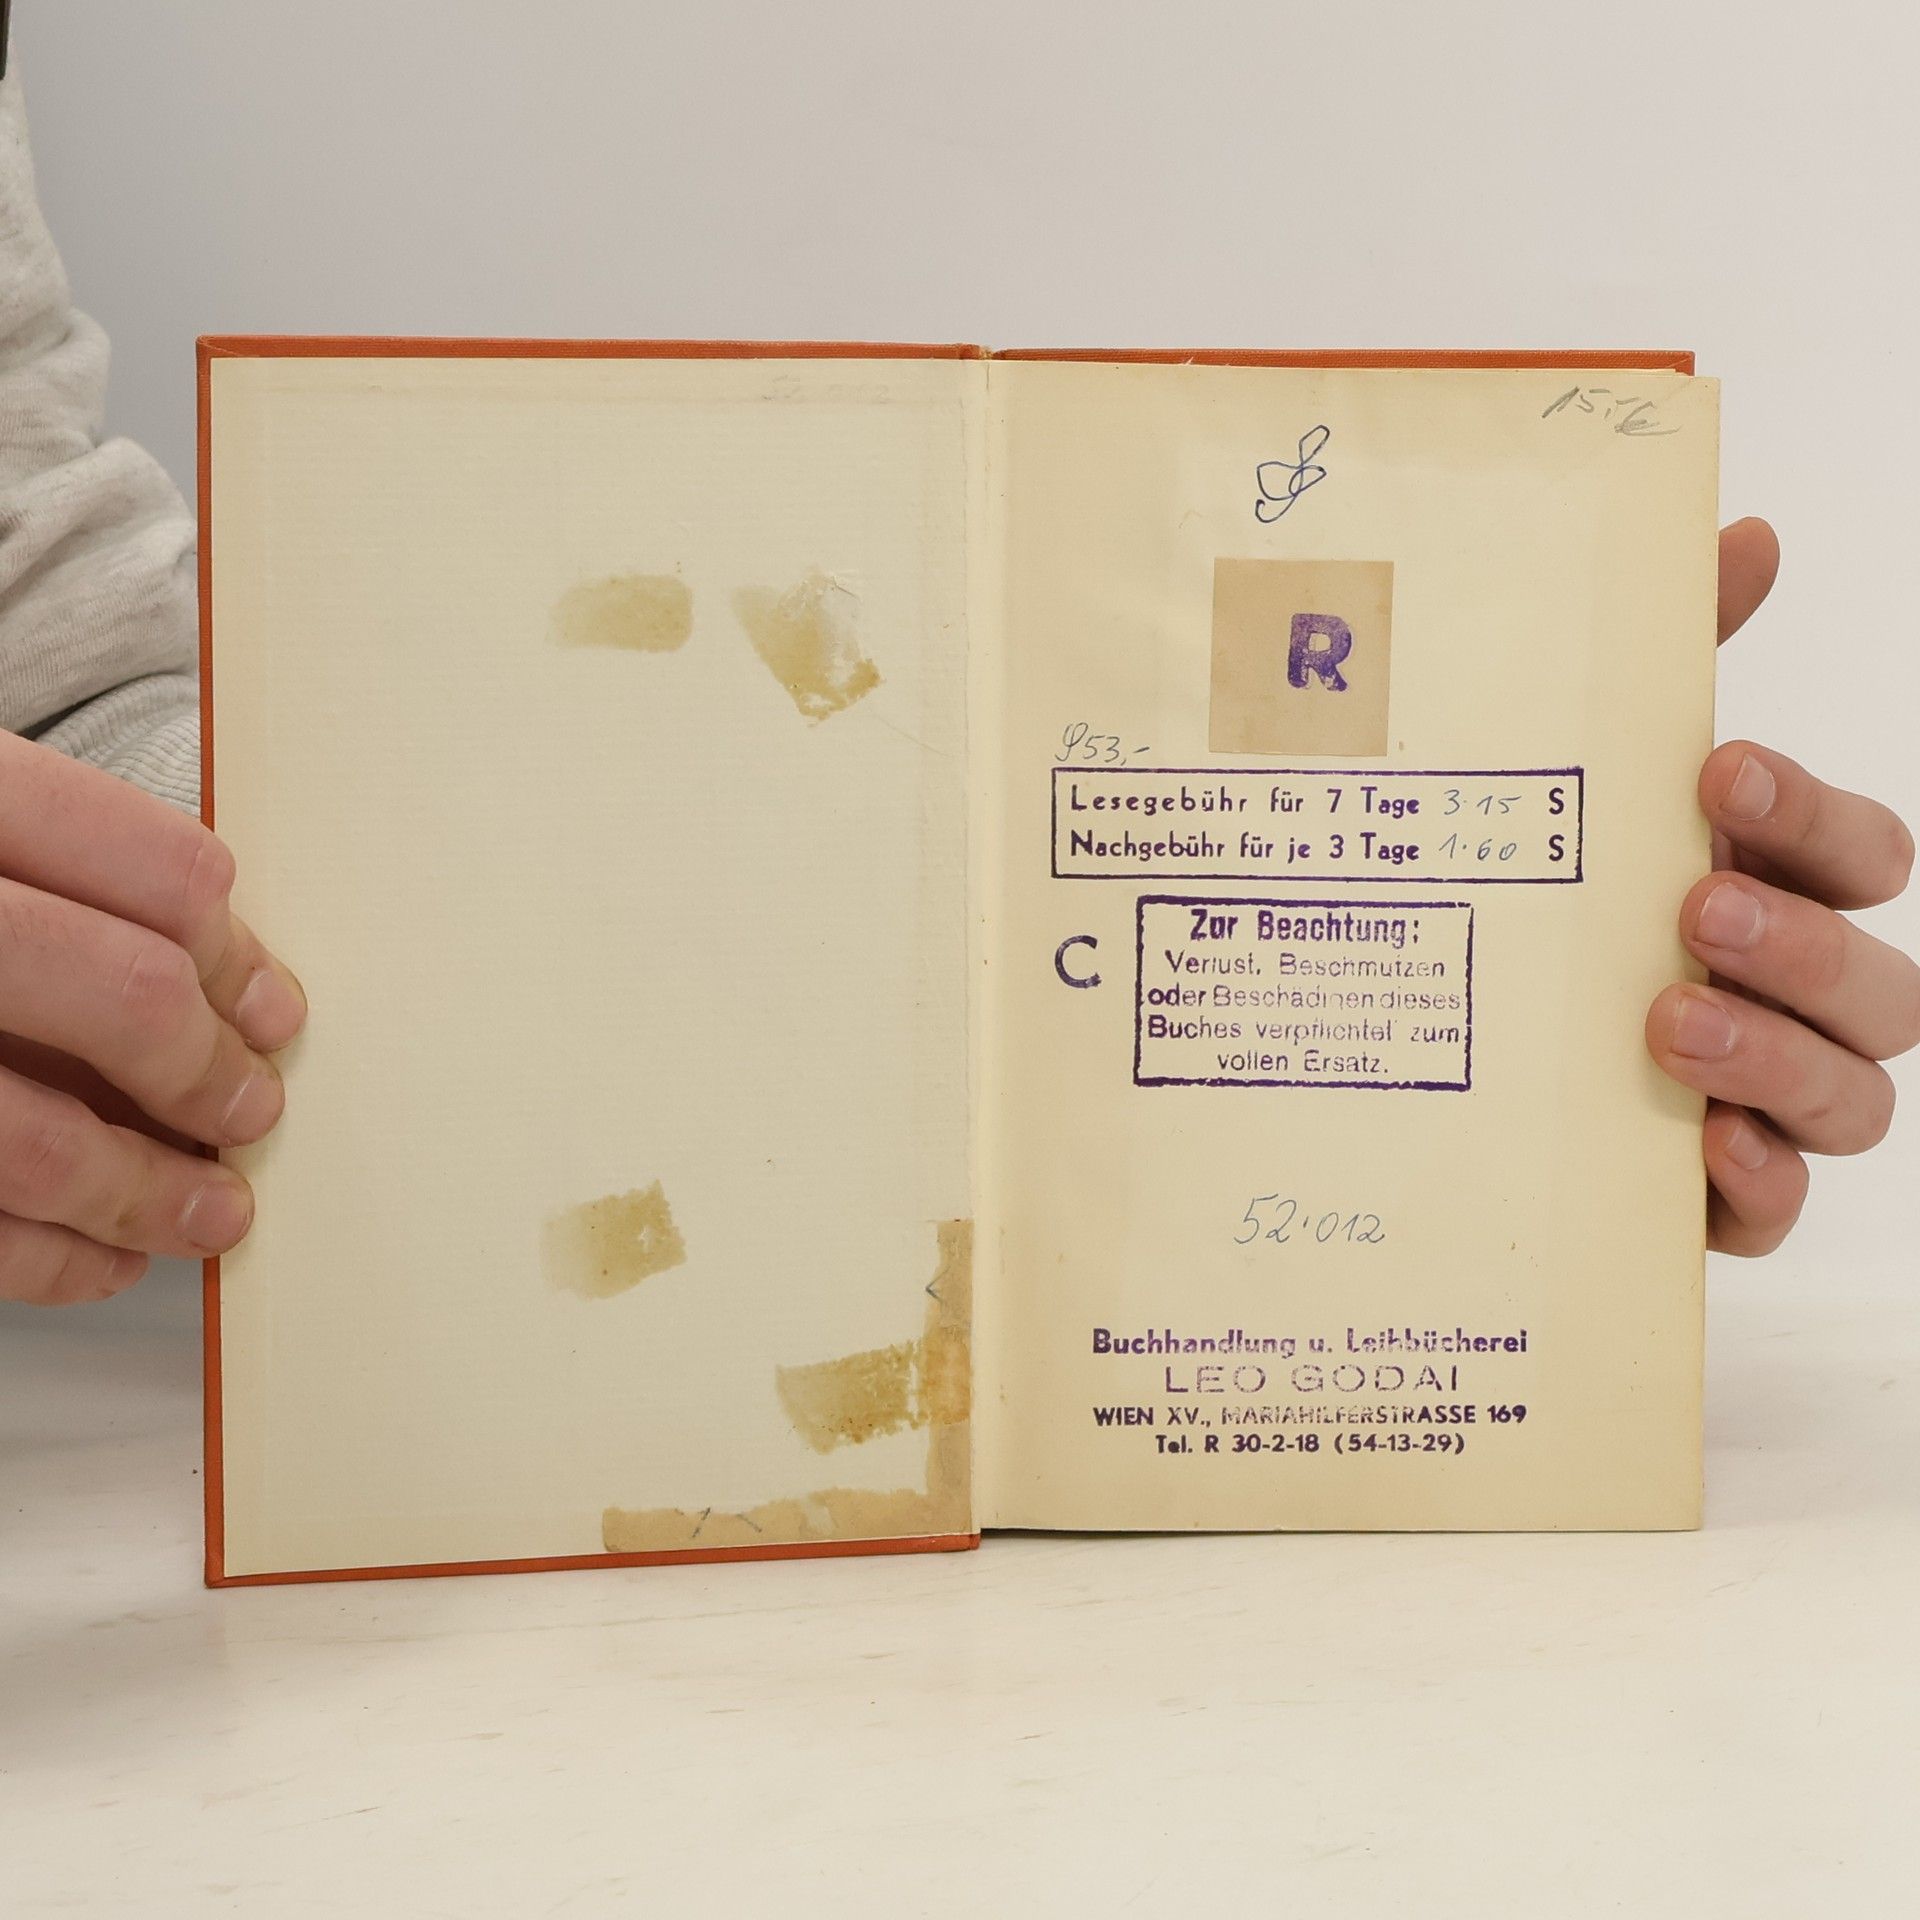 15,-€
R
S53,-
Lesegebühr für 7 Tage 3·15 S
Nachgebühr für je 3 Tage 1·60 S
C
Zur Beachtung:
Verlust, Beschmutzen
oder Beschädigen dieses
Buches verpflichtet zum
vollen Ersatz.
52·012
Buchhandlung u. Leihbücherei
LEO GODAI
WIEN XV., MARIAHILFERSTRASSE 169
Tel. R 30-2-18 (54-13-29)